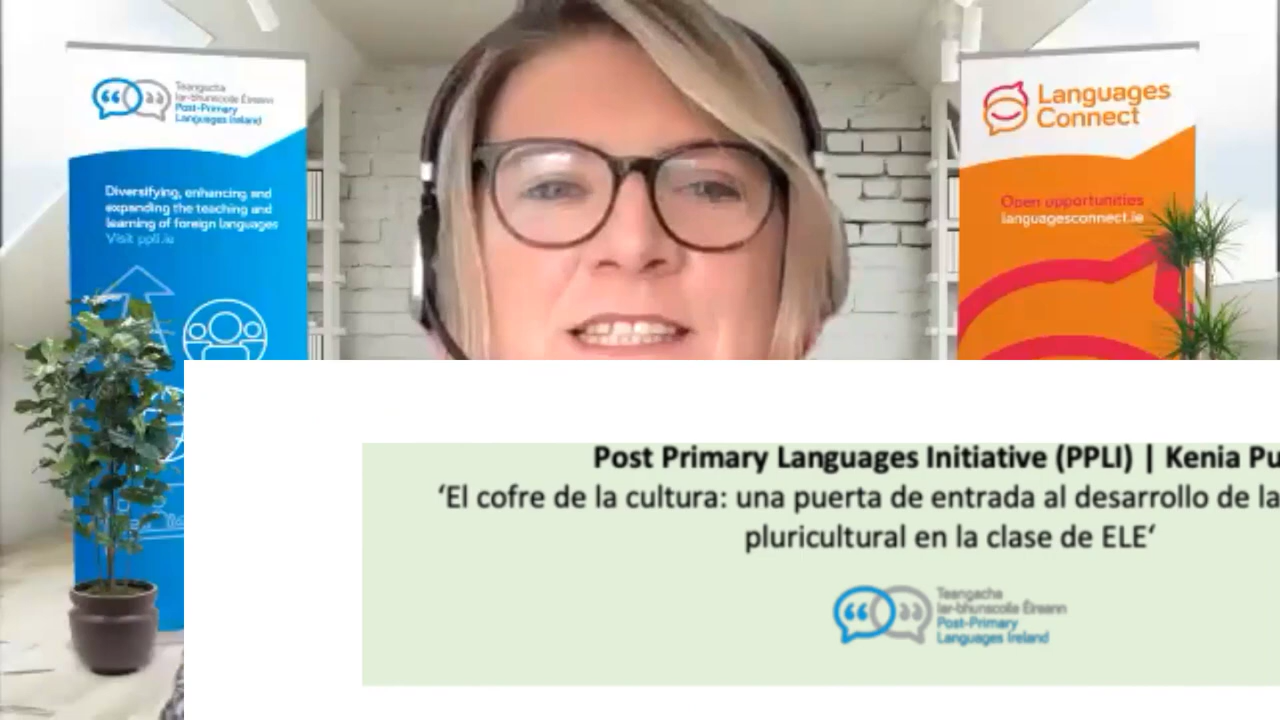 Teangacha
Iar-bhunscoile Éireann
Post-Primary
Languages Ireland
Diversifying, enhancing and
expanding the teaching and
learning of foreign languages
Visit ppli.ie
Languages
Connect
Open opportunities
languagesconnect.ie
Post Primary Languages Initiative (PPLI) | Kenia Pu
‘El cofre de la cultura: una puerta de entrada al desarrollo de la
pluricultural en la clase de ELE‘
Teangacha
Iar-bhunscoile Éireann
Post-Primary
Languages Ireland